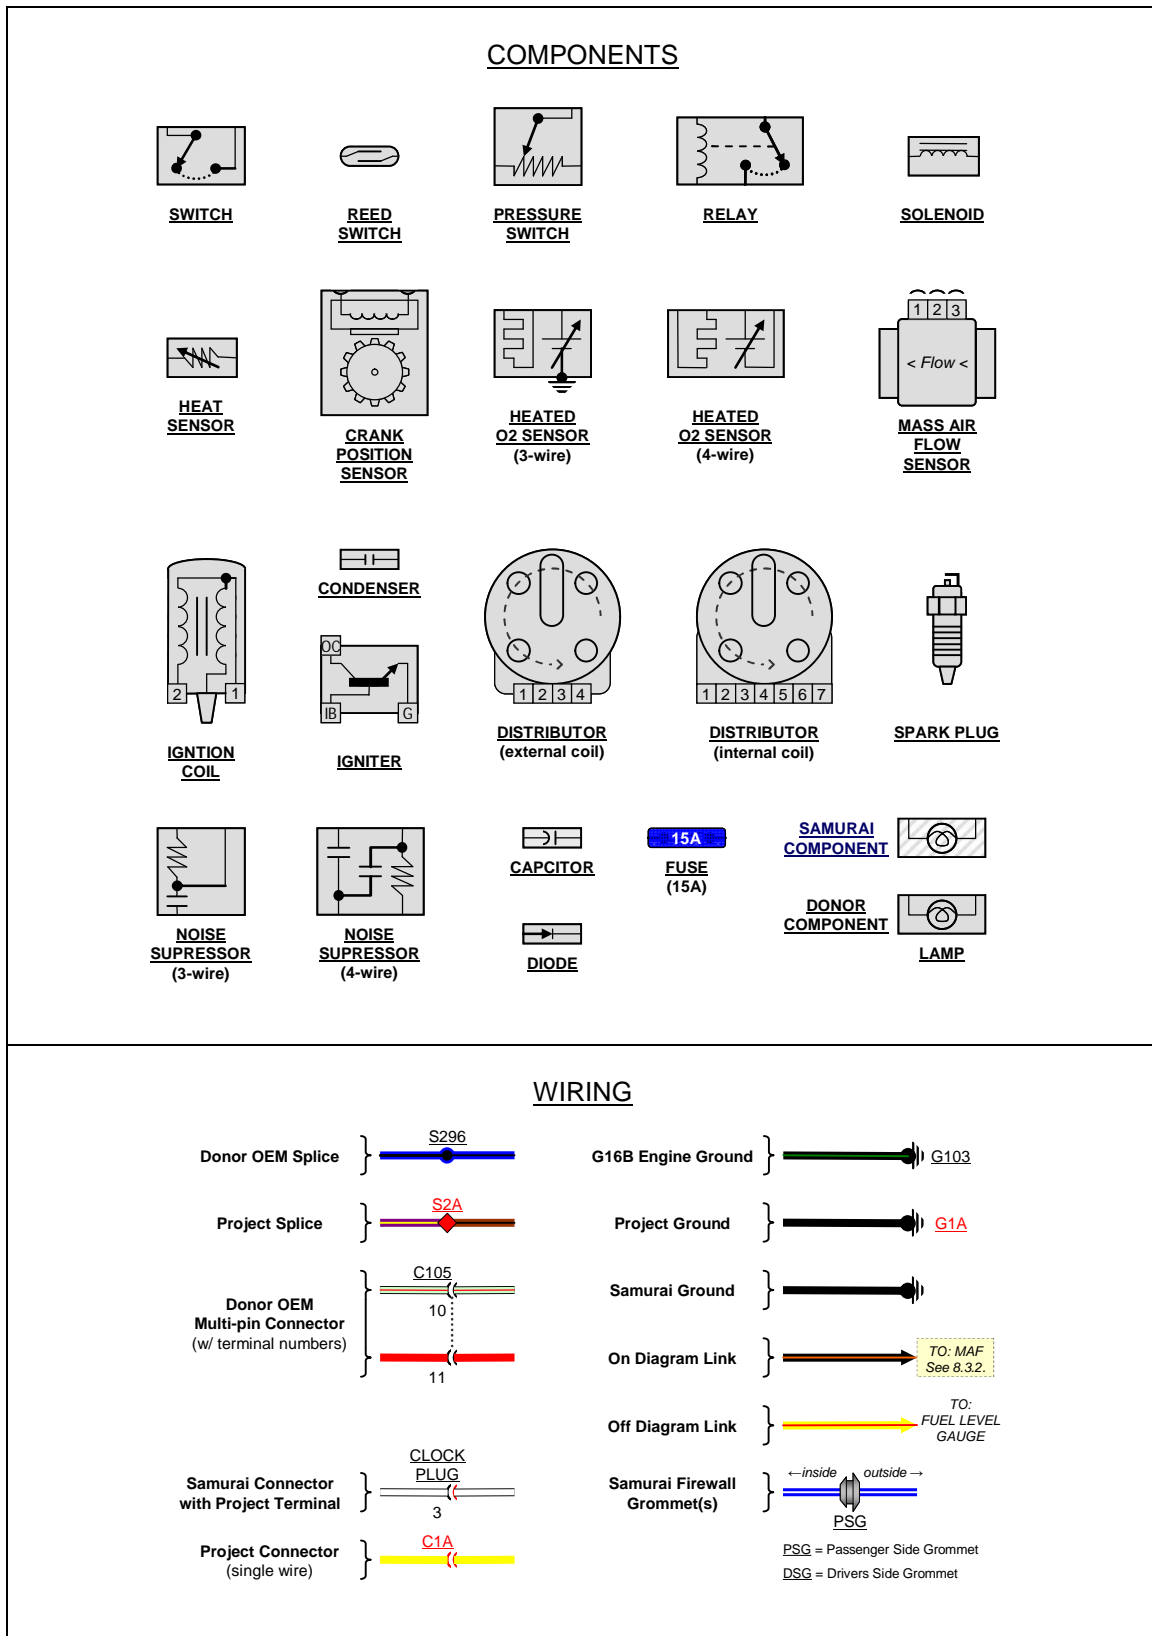 COMPONENTS
SWITCH
REED
SWITCH
PRESSURE
SWITCH
RELAY
SOLENOID
HEAT
SENSOR
CRANK
POSITION
SENSOR
HEATED
O2 SENSOR
(3-wire)
HEATED
O2 SENSOR
(4-wire)
1 2 3
< Flow <
MASS AIR
FLOW
SENSOR
2 1
IGNTION
COIL
CONDENSER
OC
IB G
IGNITER
1 2 3 4
DISTRIBUTOR
(external coil)
1 2 3 4 5 6 7
DISTRIBUTOR
(internal coil)
SPARK PLUG
NOISE
SUPRESSOR
(3-wire)
NOISE
SUPRESSOR
(4-wire)
CAPCITOR
DIODE
15A
FUSE
(15A)
SAMURAI
COMPONENT
DONOR
COMPONENT
LAMP
WIRING
Donor OEM Splice
S296
Project Splice
S2A
Donor OEM
Multi-pin Connector
(w/ terminal numbers)
C105
10
11
Samurai Connector
with Project Terminal
CLOCK
PLUG
3
Project Connector
(single wire)
C1A
G16B Engine Ground
G103
Project Ground
G1A
Samurai Ground
On Diagram Link
TO: MAF
See 8.3.2.
Off Diagram Link
TO:
FUEL LEVEL
GAUGE
Samurai Firewall
Grommet(s)
←inside outside→
PSG
PSG = Passenger Side Grommet
DSG = Drivers Side Grommet